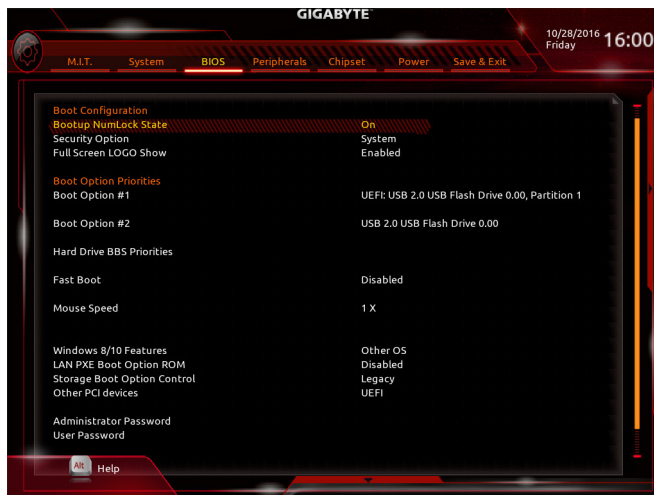 GIGABYTE™
10/28/2016
Friday
16:00
M.I.T. System BIOS Peripherals Chipset Power Save & Exit
Boot Configuration
Bootup NumLock State On
Security Option System
Full Screen LOGO Show Enabled
Boot Option Priorities
Boot Option #1 UEFI: USB 2.0 USB Flash Drive 0.00, Partition 1
Boot Option #2 USB 2.0 USB Flash Drive 0.00
Hard Drive BBS Priorities
Fast Boot Disabled
Mouse Speed 1 X
Windows 8/10 Features Other OS
LAN PXE Boot Option ROM Disabled
Storage Boot Option Control Legacy
Other PCI devices UEFI
Administrator Password
User Password
Alt Help